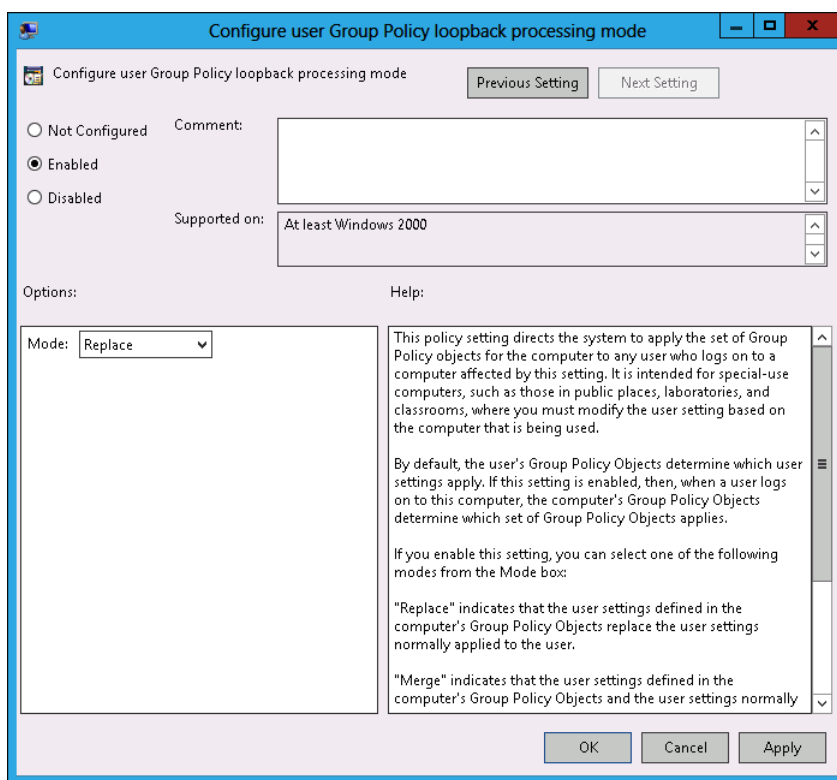 Configure user Group Policy loopback processing mode
Configure user Group Policy loopback processing mode
Previous Setting
Next Setting
Not Configured
Comment:
Enabled
Disabled
Supported on:
At least Windows 2000
Options:
Help:
Mode:
Replace
This policy setting directs the system to apply the set of Group
Policy objects for the computer to any user who logs on to a
computer affected by this setting. It is intended for special-use
computers, such as those in public places, laboratories, and
classrooms, where you must modify the user setting based on
the computer that is being used.
By default, the user's Group Policy Objects determine which user
settings apply. If this setting is enabled, then, when a user logs
on to this computer, the computer's Group Policy Objects
determine which set of Group Policy Objects applies.
If you enable this setting, you can select one of the following
modes from the Mode box:
"Replace" indicates that the user settings defined in the
computer's Group Policy Objects replace the user settings
normally applied to the user.
"Merge" indicates that the user settings defined in the
computer's Group Policy Objects and the user settings normally
OK
Cancel
Apply